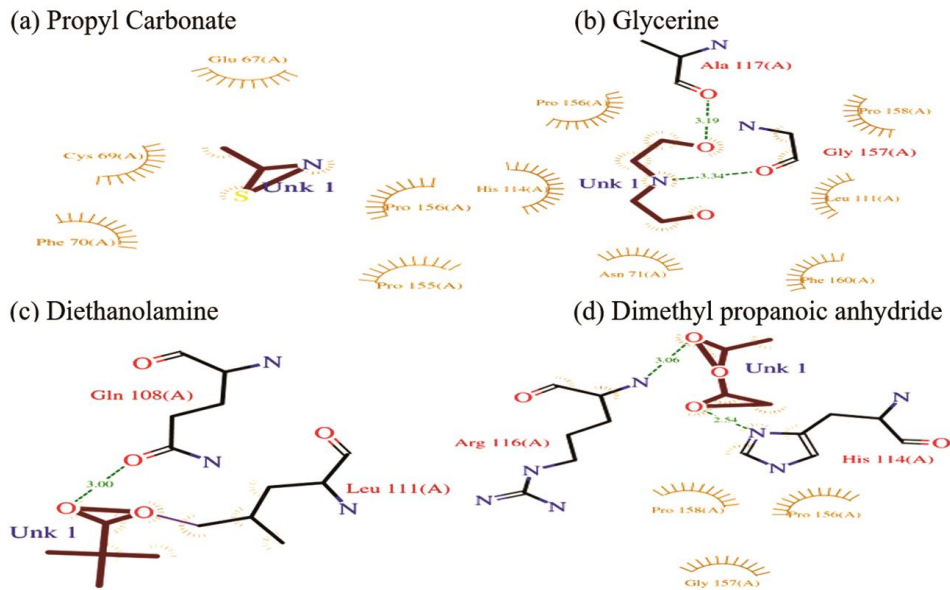 (a) Propyl Carbonate
Glu 67(A)
Cys 69(A)
N
S
Unk 1
Pro 156(A)
Phe 70(A)
Pro 155(A)
(b) Glycerine
N
Ala 117(A)
O
Pro 156(A)
3.19
Pro 158(A)
N
O
Gly 157(A)
His 114(A)
Unk 1
N
3.34
O
Leu 111(A)
O
Asn 71(A)
Phe 160(A)
(c) Diethanolamine
O
N
Gln 108(A)
O
O
N
3.00
Leu 111(A)
O
O
N
Unk 1
(d) Dimethyl propanoic anhydride
O
3.06
Unk 1
O
N
O
O
N
2.54
N
O
Arg 116(A)
His 114(A)
N
N
N
N
Pro 158(A)
Pro 156(A)
Gly 157(A)